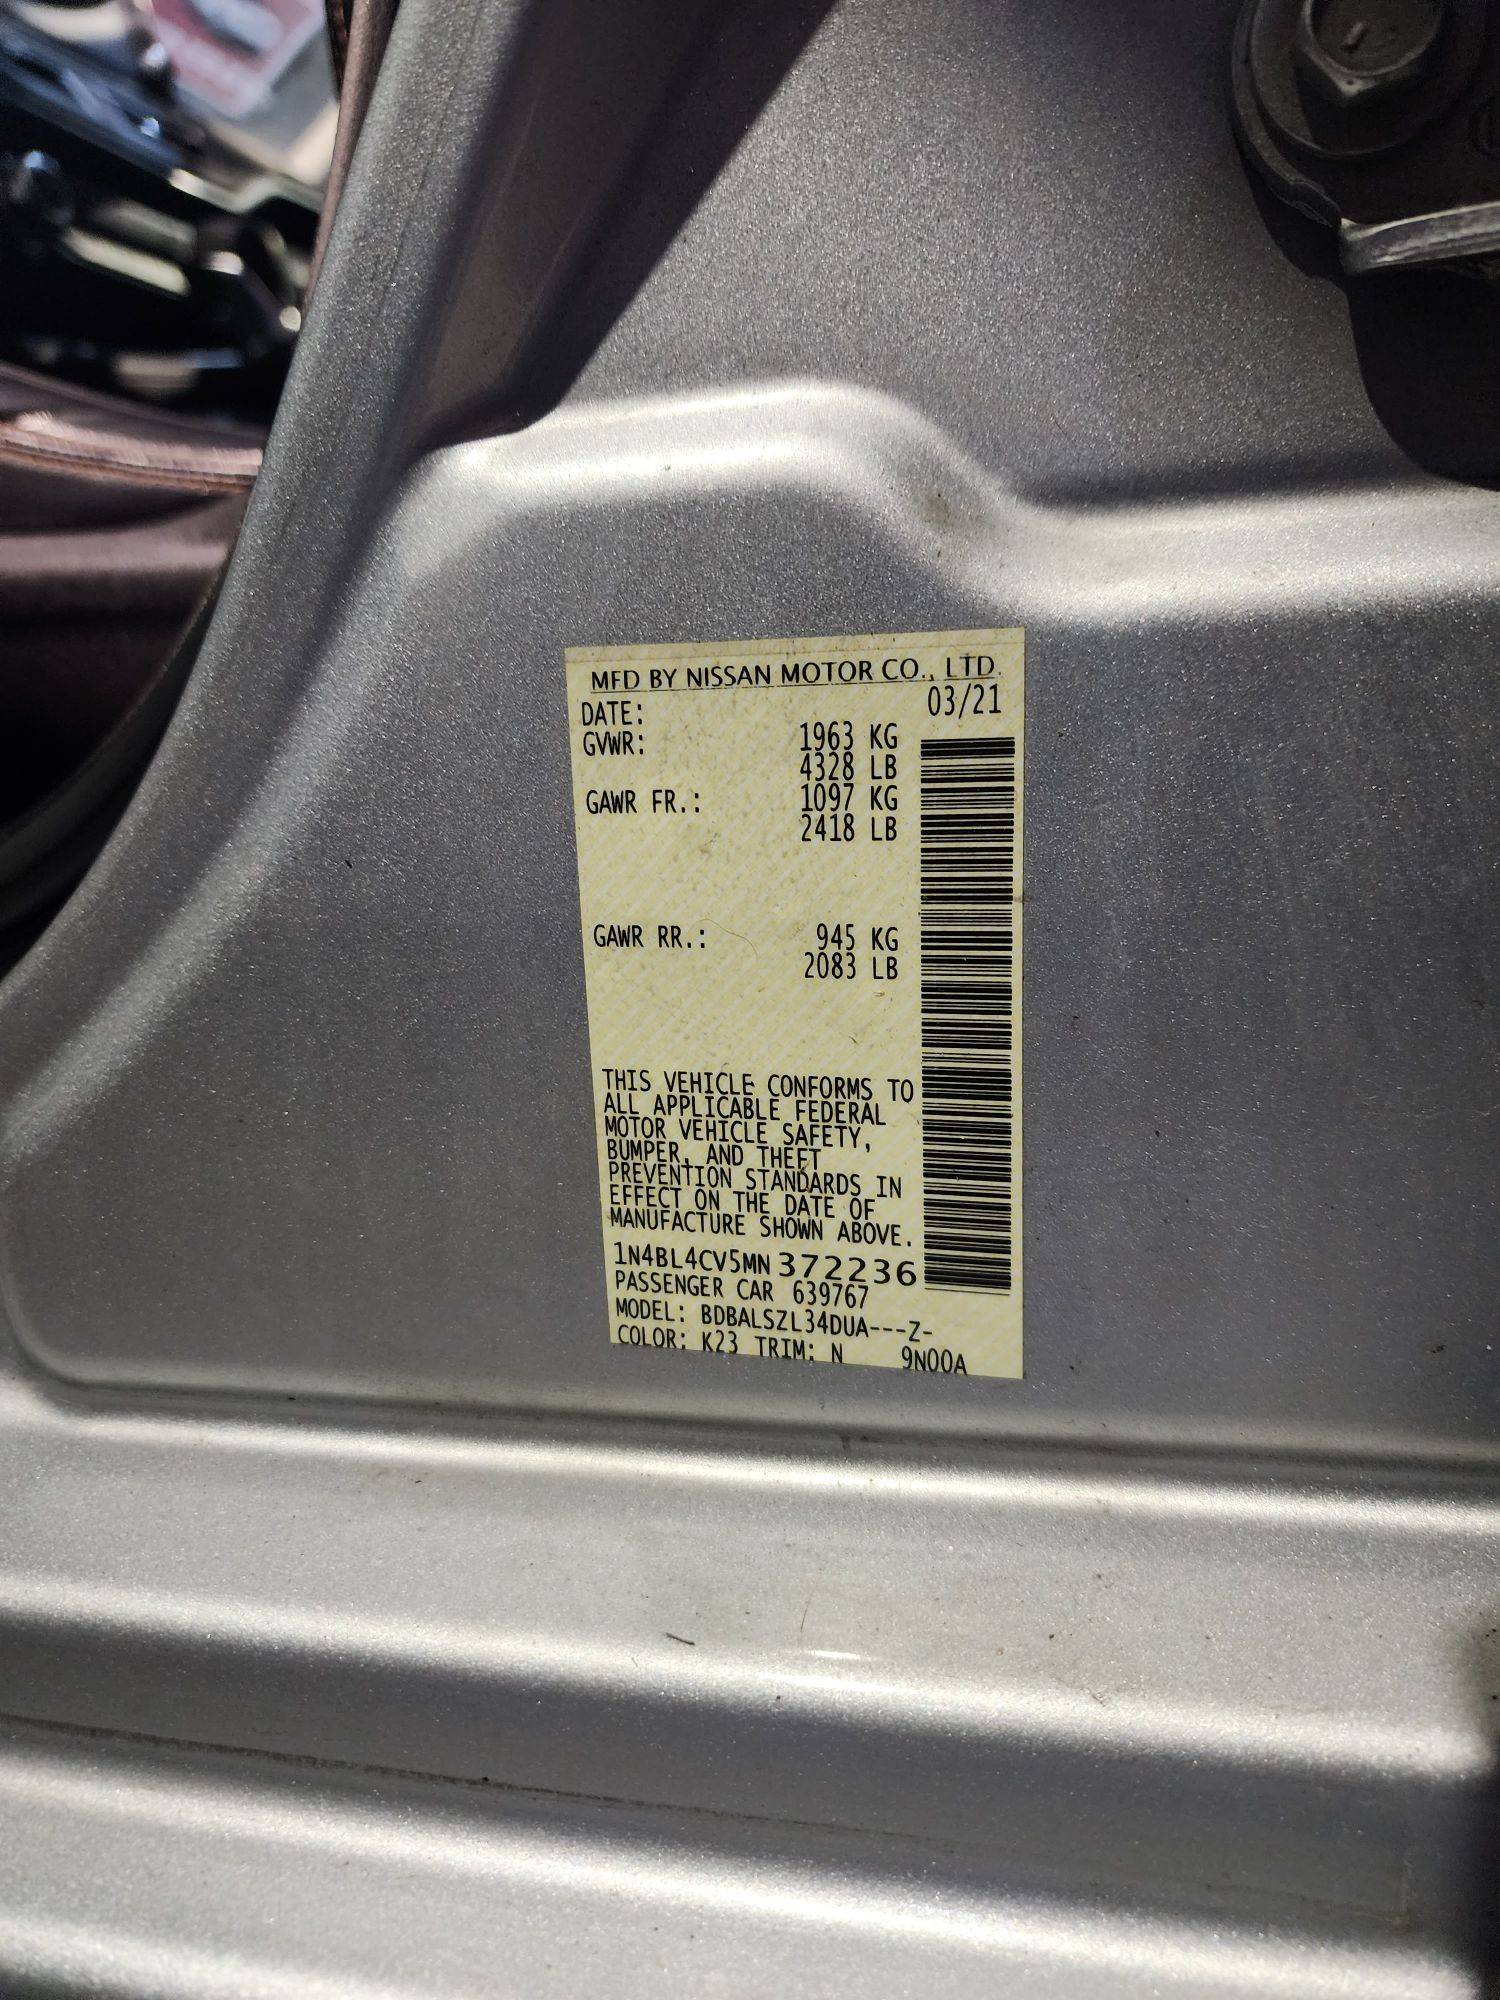 MFD BY NISSAN MOTOR CO., LTD.
DATE: 03/21
GVWR: 1963 KG
4328 LB
GAWR FR.: 1097 KG
2418 LB
GAWR RR.: 945 KG
2083 LB
THIS VEHICLE CONFORMS TO
ALL APPLICABLE FEDERAL
MOTOR VEHICLE SAFETY,
BUMPER, AND THEFT
PREVENTION STANDARDS IN
EFFECT ON THE DATE OF
MANUFACTURE SHOWN ABOVE.
1N4BL4CV5MN372236
PASSENGER CAR 639767
MODEL: BDBALSZL34DUA---Z-
COLOR: K23 TRIM: N 9N00A